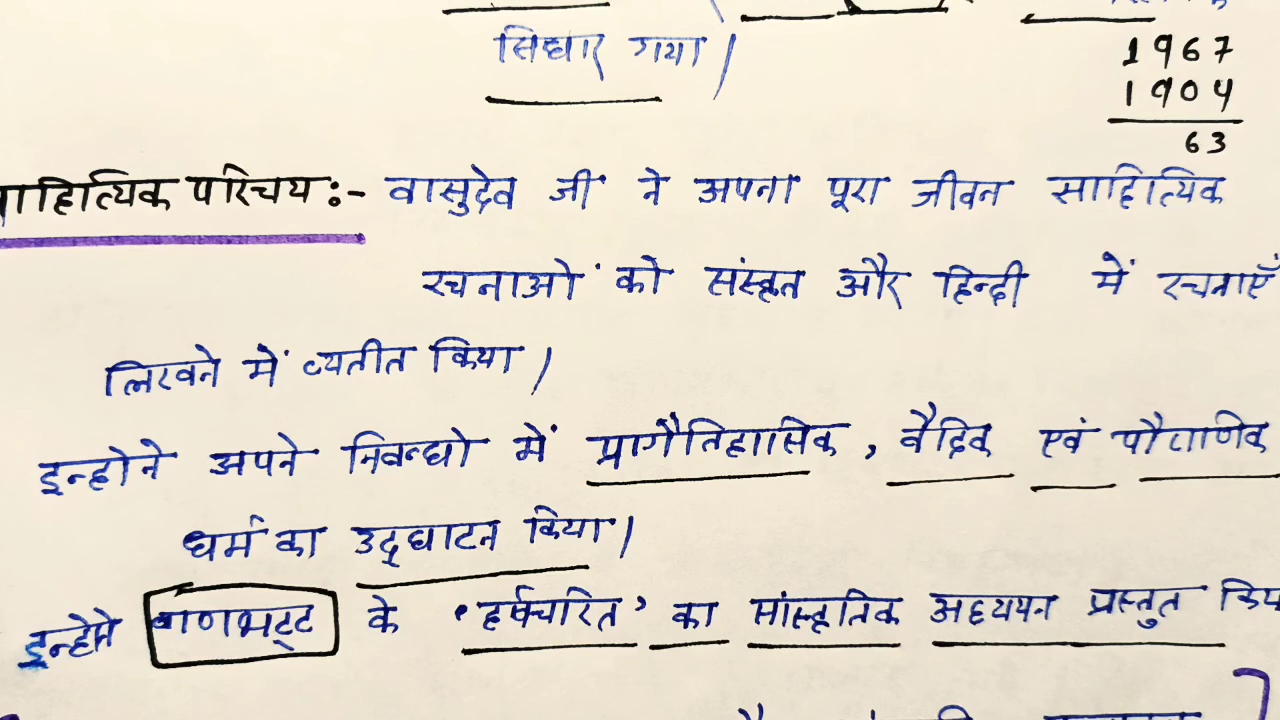 सिधार गया।
1967
1904
63
साहित्यिक परिचय:- वासुदेव जी ने अपना पूरा जीवन साहित्यिक
रचनाओं को संस्कृत और हिन्दी में रचनाएँ
लिखने में व्यतीत किया।
इन्होने अपने निबन्धो में प्रागैतिहासिक, वैदिक एवं पौराणिक
धर्म का उद्घाटन किया।
इन्होंने बाणभट्ट के 'हर्षचरित' का सांस्कृतिक अध्ययन प्रस्तुत किय